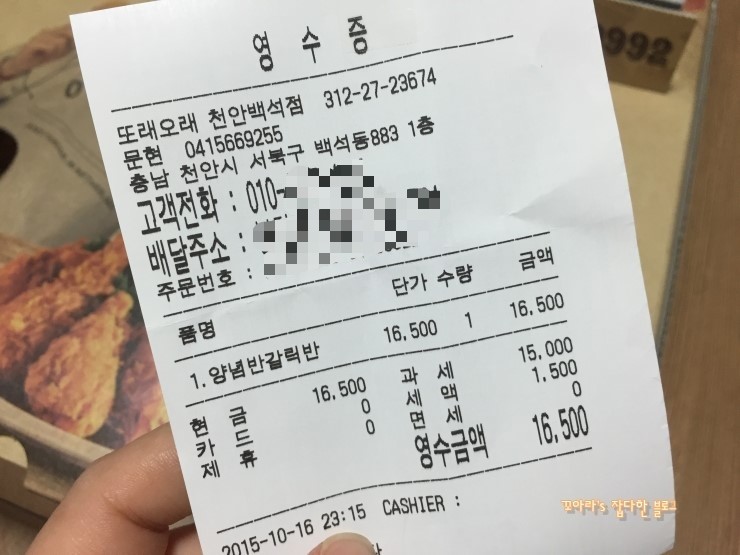 영 수 증
또래오래 천안백석점 312-27-23674
문현 0415669255
충남 천안시 서북구 백석동883 1층
고객전화 : 010-
배달주소 :
주문번호 :
품명 단가 수량 금액
1.양념반갈릭반 16,500 1 16,500
현 금 16,500 과 세 15,000
카 드 0 세 액 1,500
제 휴 0 면 세 0
영수금액 16,500
2015-10-16 23:15 CASHIER :
992
꼬아라's 잡다한 블로그